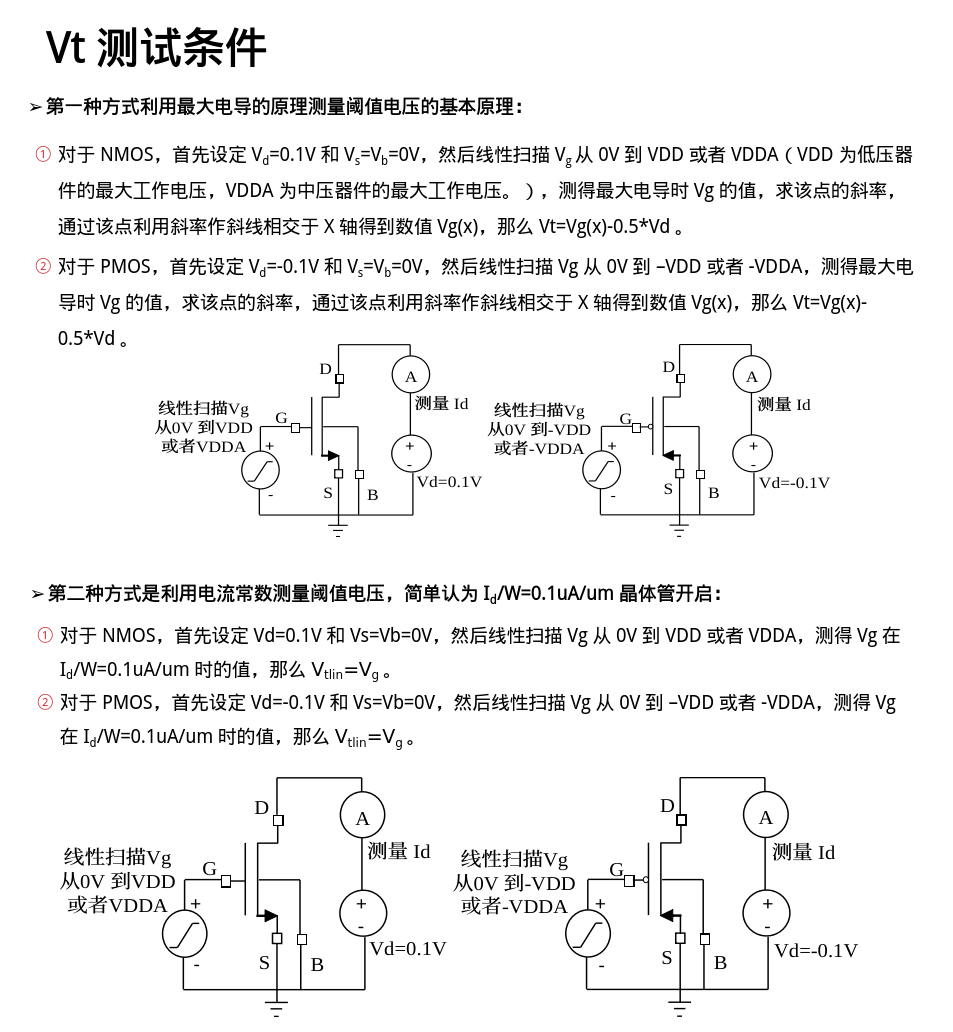 Vt 测试条件
➢ 第一种方式利用最大电导的原理测量阈值电压的基本原理：
① 对于 NMOS，首先设定 Vd=0.1V 和 Vs=Vb=0V，然后线性扫描 Vg 从 0V 到 VDD 或者 VDDA（VDD 为低压器
件的最大工作电压，VDDA 为中压器件的最大工作电压。），测得最大电导时 Vg 的值，求该点的斜率，
通过该点利用斜率作斜线相交于 X 轴得到数值 Vg(x)，那么 Vt=Vg(x)-0.5*Vd 。
② 对于 PMOS，首先设定 Vd=-0.1V 和 Vs=Vb=0V，然后线性扫描 Vg 从 0V 到 –VDD 或者 -VDDA，测得最大电
导时 Vg 的值，求该点的斜率，通过该点利用斜率作斜线相交于 X 轴得到数值 Vg(x)，那么 Vt=Vg(x)-
0.5*Vd 。
D
A
测量 Id
线性扫描Vg
从0V 到VDD
或者VDDA
G
+
-
+
-
S
B
Vd=0.1V
D
A
测量 Id
线性扫描Vg
从0V 到-VDD
或者-VDDA
G
+
-
+
-
S
B
Vd=-0.1V
➢ 第二种方式是利用电流常数测量阈值电压，简单认为 Id/W=0.1uA/um 晶体管开启：
① 对于 NMOS，首先设定 Vd=0.1V 和 Vs=Vb=0V，然后线性扫描 Vg 从 0V 到 VDD 或者 VDDA，测得 Vg 在
Id/W=0.1uA/um 时的值，那么 Vtlin=Vg 。
② 对于 PMOS，首先设定 Vd=-0.1V 和 Vs=Vb=0V，然后线性扫描 Vg 从 0V 到 –VDD 或者 -VDDA，测得 Vg
在 Id/W=0.1uA/um 时的值，那么 Vtlin=Vg 。
D
A
测量 Id
线性扫描Vg
从0V 到VDD
或者VDDA
G
+
-
+
-
S
B
Vd=0.1V
D
A
测量 Id
线性扫描Vg
从0V 到-VDD
或者-VDDA
G
+
-
+
-
S
B
Vd=-0.1V